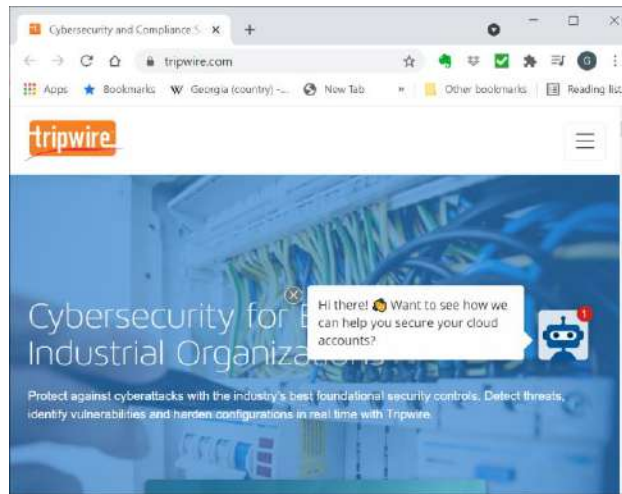 Cybersecurity and Compliance S
tripwire.com
G
Apps Bookmarks W Georgia (country) -... New Tab » Other bookmarks Reading list
tripwire
1
Hi there! Want to see how we
can help you secure your cloud
accounts?
Cybersecurity for E
Industrial Organizations
Protect against cyberattacks with the industry's best foundational security controls. Detect threats,
identify vulnerabilities and harden configurations in real time with Tripwire.